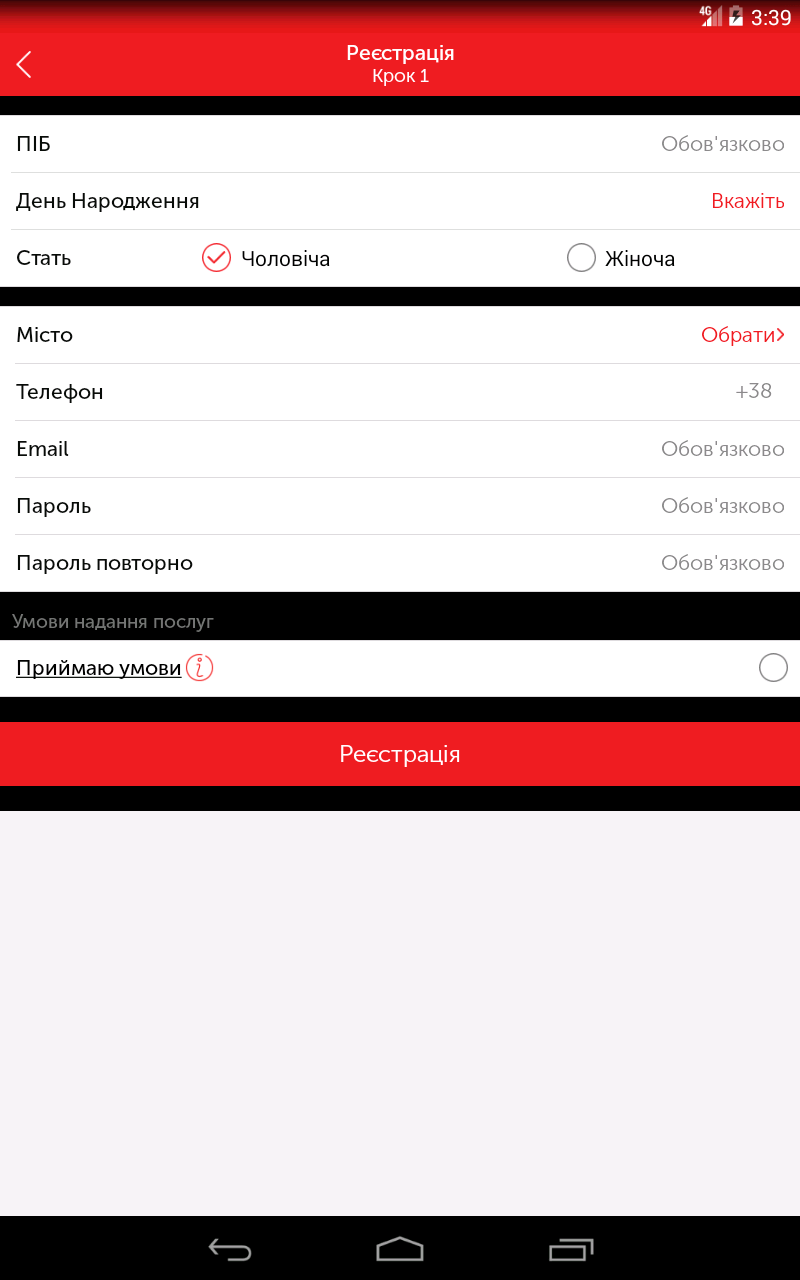 4G 3:39
Реєстрація
Крок 1
ПІБ Обов'язково
День Народження Вкажіть
Стать Чоловіча Жіноча
Місто Обрати
Телефон +38
Email Обов'язково
Пароль Обов'язково
Пароль повторно Обов'язково
Умови надання послуг
Приймаю умови
Реєстрація